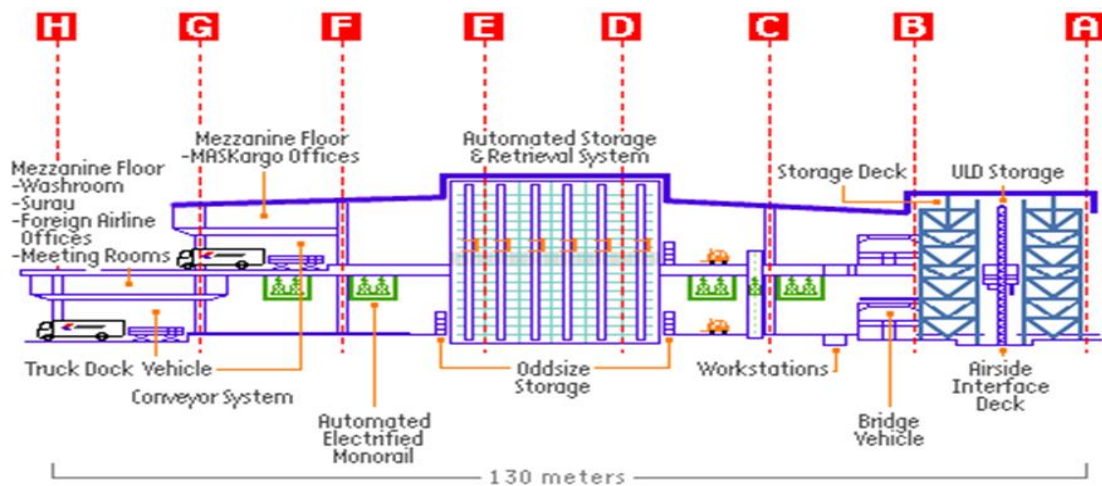 H G F E D C B A
Mezzanine Floor
-MASKargo Offices
Automated Storage
& Retrieval System
Mezzanine Floor
-Washroom
-Surau
-Foreign Airline
Offices
-Meeting Rooms
Storage Deck
ULD Storage
Truck Dock Vehicle
Conveyor System
Oddsize
Storage
Workstations
Airside
Interface
Deck
Automated
Electrified
Monorail
Bridge
Vehicle
130 meters